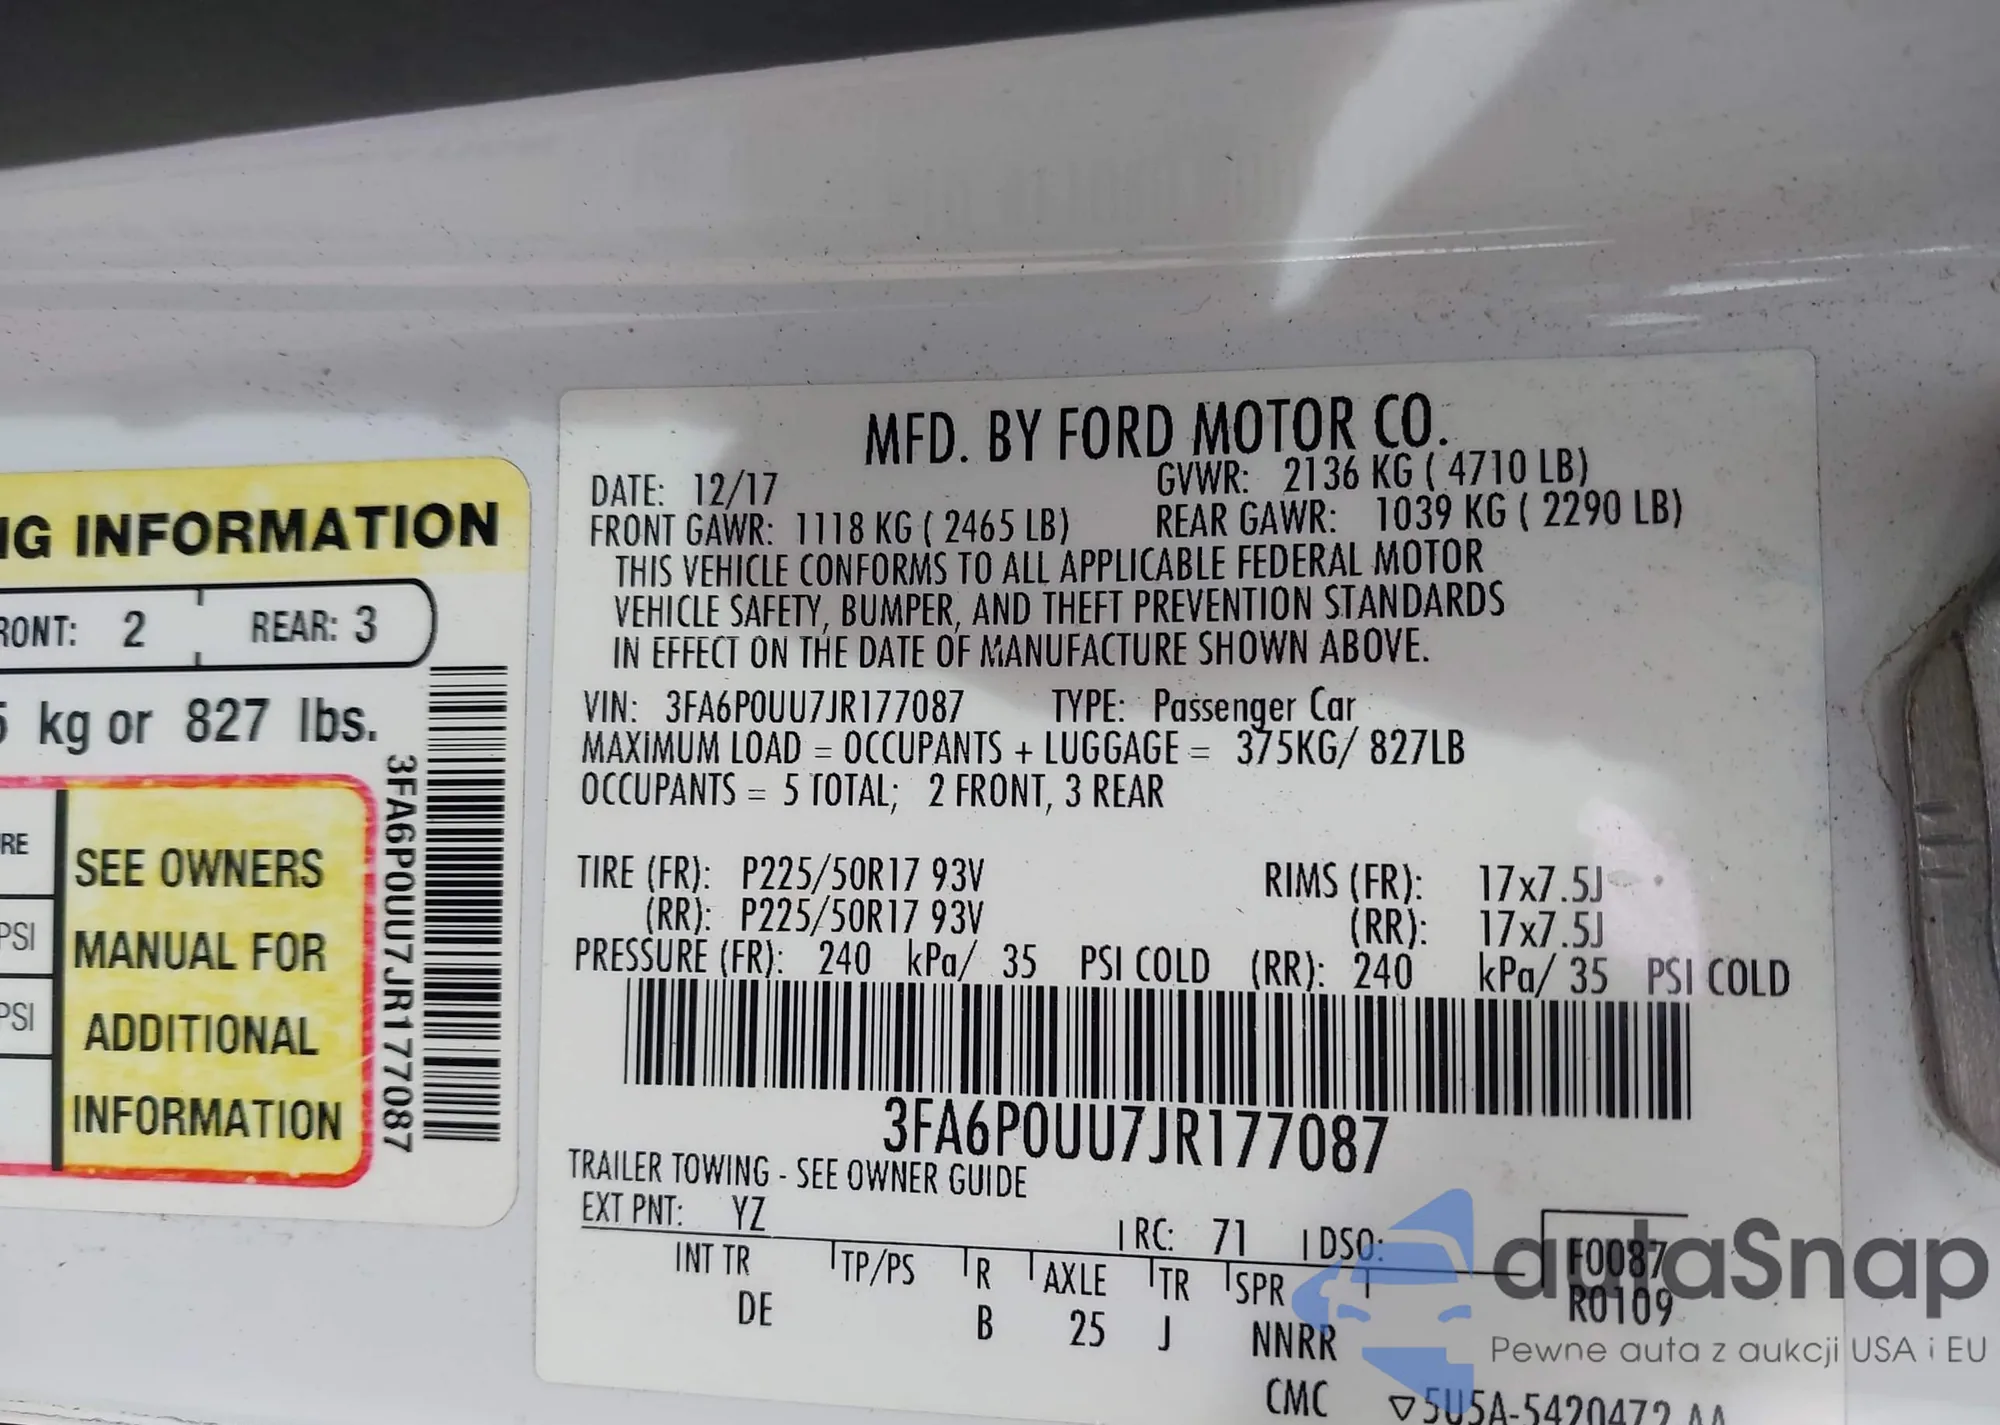 NG INFORMATION
RONT: 2 REAR: 3
5 kg or 827 lbs.
RE
PSI
PSI
SEE OWNERS
MANUAL FOR
ADDITIONAL
INFORMATION
3FA6P0UU7JR177087
MFD. BY FORD MOTOR CO.
DATE: 12/17 GVWR: 2136 KG ( 4710 LB)
FRONT GAWR: 1118 KG ( 2465 LB) REAR GAWR: 1039 KG ( 2290 LB)
THIS VEHICLE CONFORMS TO ALL APPLICABLE FEDERAL MOTOR
VEHICLE SAFETY, BUMPER, AND THEFT PREVENTION STANDARDS
IN EFFECT ON THE DATE OF MANUFACTURE SHOWN ABOVE.
VIN: 3FA6P0UU7JR177087 TYPE: Passenger Car
MAXIMUM LOAD = OCCUPANTS + LUGGAGE = 375KG/ 827LB
OCCUPANTS = 5 TOTAL; 2 FRONT, 3 REAR
TIRE (FR): P225/50R17 93V RIMS (FR): 17x7.5J
(RR): P225/50R17 93V (RR): 17x7.5J
PRESSURE (FR): 240 kPa/ 35 PSI COLD (RR): 240 kPa/ 35 PSI COLD
3FA6P0UU7JR177087
TRAILER TOWING - SEE OWNER GUIDE
EXT PNT: YZ RC: 71 DSO: F0087
INT TR TP/PS R AXLE TR SPR R0109
DE B 25 J NNRR
CMC ▽5U5A-5420472 AA
autaSnap
Pewne auta z aukcji USA i EU